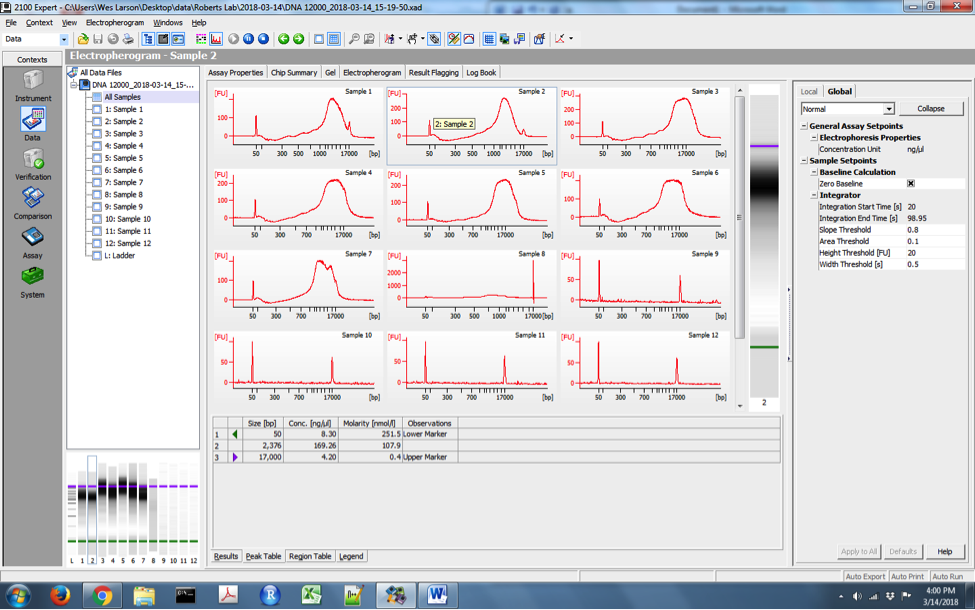 2100 Expert - C:\Users\Wes Larson\Desktop\data\Roberts Lab\2018-03-14\DNA 12000_2018-03-14_15-19-50.xad
File Context View Electropherogram Windows Help
Data
Contexts
Electropherogram - Sample 2
Instrument
Data
Verification
Comparison
Assay
System
All Data Files
DNA 12000_2018-03-14_15-...
All Samples
1: Sample 1
2: Sample 2
3: Sample 3
4: Sample 4
5: Sample 5
6: Sample 6
7: Sample 7
8: Sample 8
9: Sample 9
10: Sample 10
11: Sample 11
12: Sample 12
L: Ladder
L 1 2 3 4 5 6 7 8 9 10 11 12
Assay Properties Chip Summary Gel Electropherogram Result Flagging Log Book
[FU] Sample 1 [FU] Sample 2 [FU] Sample 3
200 200 200
100 100 100
0 0 0
2: Sample 2
50 300 500 1000 17000 [bp] 50 300 500 1000 17000 [bp] 50 300 700 17000 [bp]
[FU] Sample 4 [FU] Sample 5 [FU] Sample 6
200 200 200
100 100 100
0 0 0
50 300 700 17000 [bp] 50 300 700 17000 [bp] 50 300 700 17000 [bp]
[FU] Sample 7 [FU] Sample 8 [FU] Sample 9
200 2000 100
100 1000 50
0 0 0
50 300 700 17000 [bp] 50 300 500 1000 17000 [bp] 50 300 700 17000 [bp]
[FU] Sample 10 [FU] Sample 11 [FU] Sample 12
50 50 50
0 0 0
50 300 700 17000 [bp] 50 300 700 17000 [bp] 50 300 700 17000 [bp]
2
Size [bp] Conc. [ng/µl] Molarity [nmol/l] Observations
1 50 8.30 251.5 Lower Marker
2 2,376 169.26 107.9
3 17,000 4.20 0.4 Upper Marker
Results Peak Table Region Table Legend
Local Global
Normal Collapse
General Assay Setpoints
Electrophoresis Properties
Concentration Unit ng/µl
Sample Setpoints
Baseline Calculation
Zero Baseline
Integrator
Integration Start Time [s] 20
Integration End Time [s] 98.95
Slope Threshold 0.8
Area Threshold 0.1
Height Threshold [FU] 20
Width Threshold [s] 0.5
Apply to All Defaults Help
Auto Export Auto Print Auto Run
4:00 PM
3/14/2018